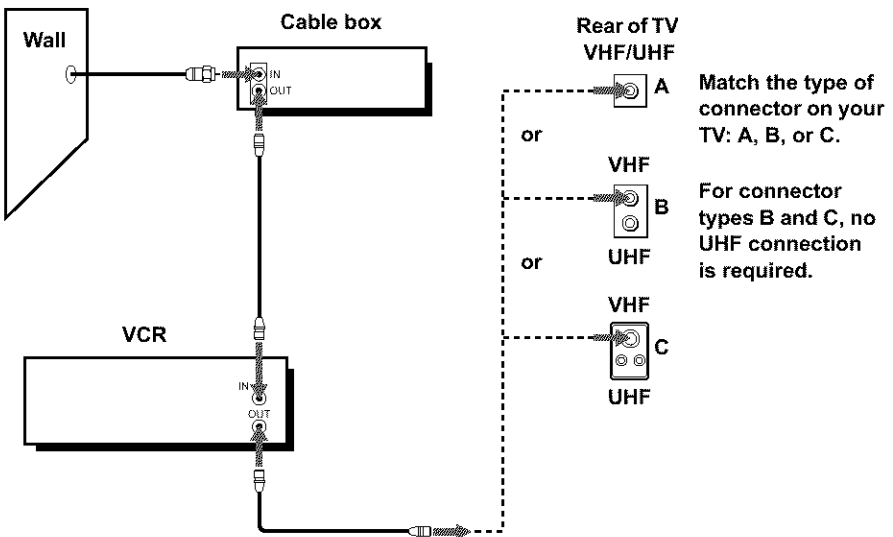 Wall
Cable box
IN
OUT
VCR
IN
OUT
Rear of TV
VHF/UHF
A
or
VHF
B
UHF
or
VHF
C
UHF
Match the type of
connector on your
TV: A, B, or C.
For connector
types B and C, no
UHF connection
is required.